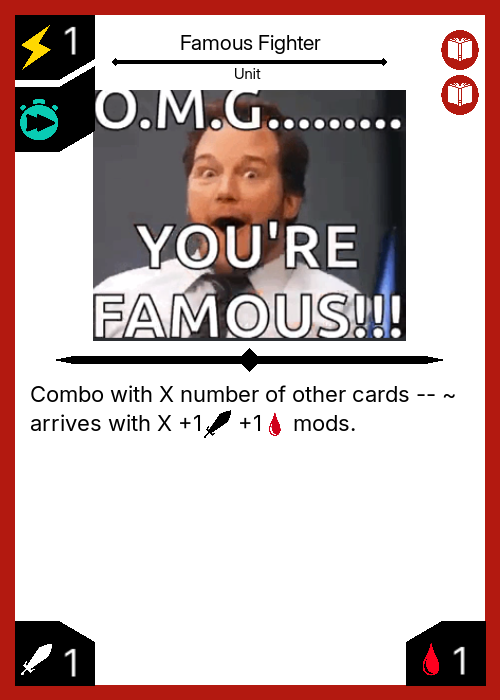 1
Famous Fighter
Unit
O.M.G.........
YOU'RE
FAMOUS!!!
Combo with X number of other cards -- ~
arrives with X +1 +1 mods.
1
1